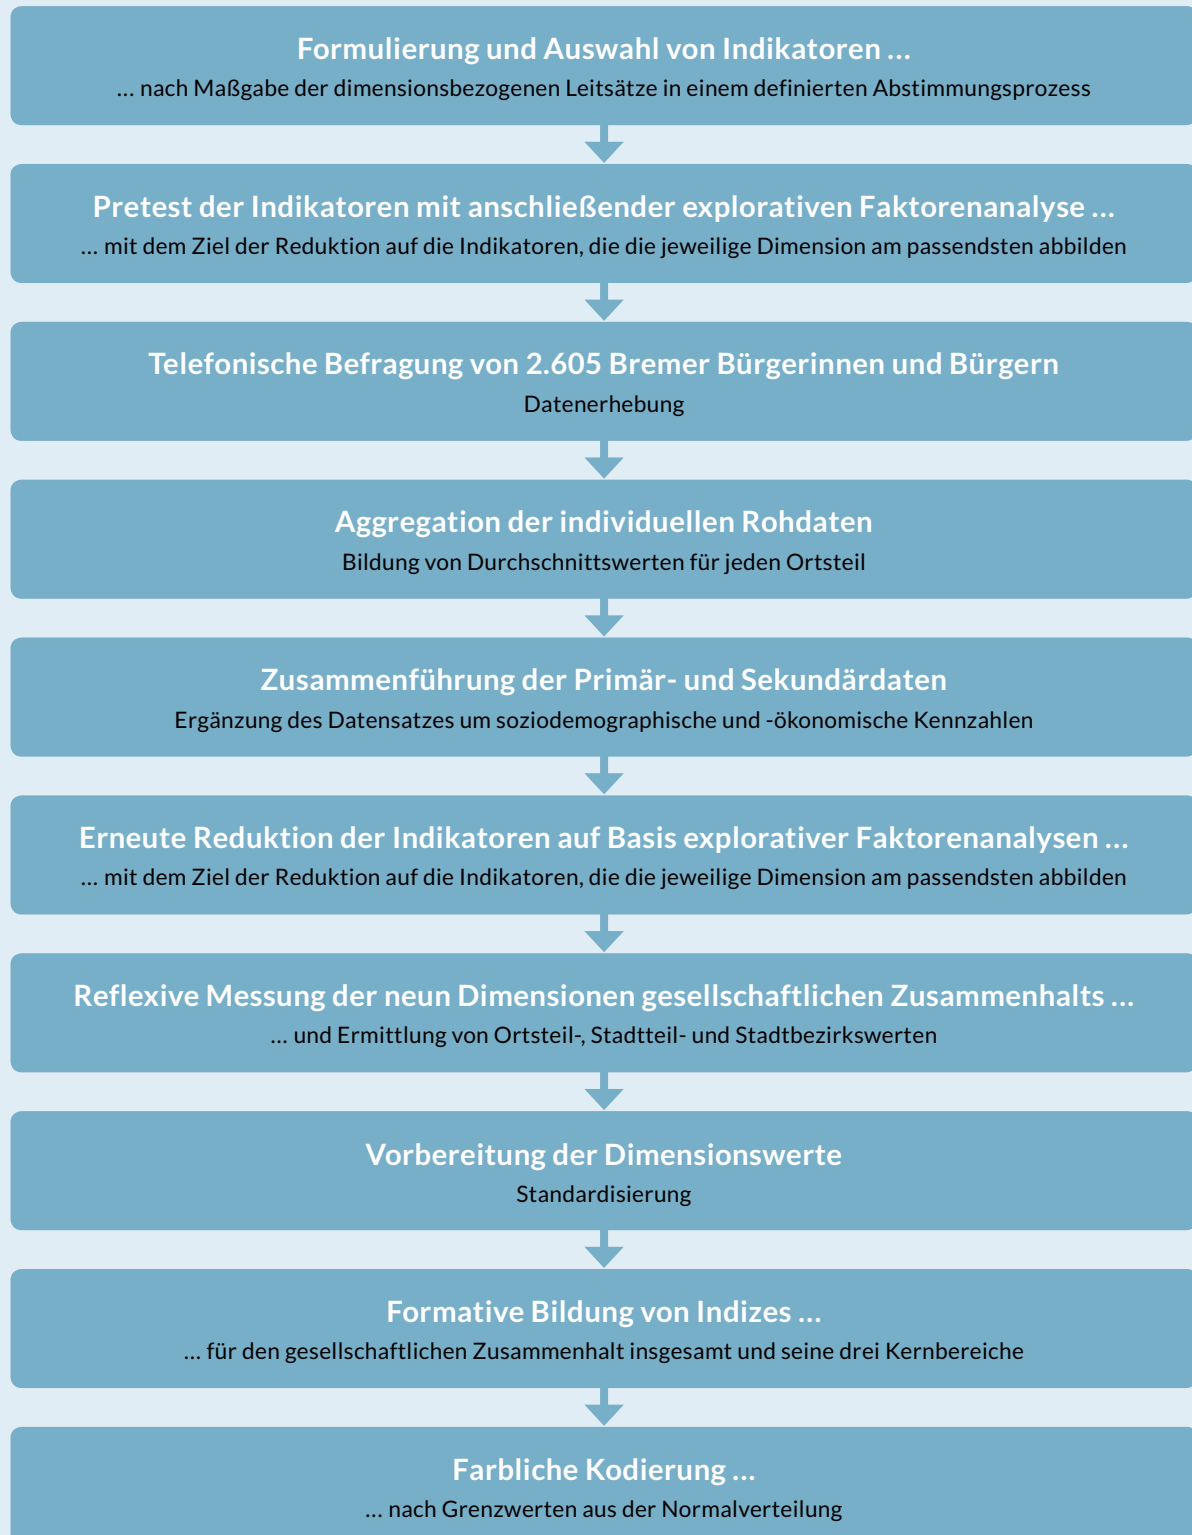 Formulierung und Auswahl von Indikatoren ...
... nach Maßgabe der dimensionsbezogenen Leitsätze in einem definierten Abstimmungsprozess
Pretest der Indikatoren mit anschließender explorativen Faktorenanalyse ...
... mit dem Ziel der Reduktion auf die Indikatoren, die die jeweilige Dimension am passendsten abbilden
Telefonische Befragung von 2.605 Bremer Bürgerinnen und Bürgern
Datenerhebung
Aggregation der individuellen Rohdaten
Bildung von Durchschnittswerten für jeden Ortsteil
Zusammenführung der Primär- und Sekundärdaten
Ergänzung des Datensatzes um soziodemographische und -ökonomische Kennzahlen
Erneute Reduktion der Indikatoren auf Basis explorativer Faktorenanalysen ...
... mit dem Ziel der Reduktion auf die Indikatoren, die die jeweilige Dimension am passendsten abbilden
Reflexive Messung der neun Dimensionen gesellschaftlichen Zusammenhalts ...
... und Ermittlung von Ortsteil-, Stadtteil- und Stadtbezirkswerten
Vorbereitung der Dimensionswerte
Standardisierung
Formative Bildung von Indizes ...
... für den gesellschaftlichen Zusammenhalt insgesamt und seine drei Kernbereiche
Farbliche Kodierung ...
... nach Grenzwerten aus der Normalverteilung